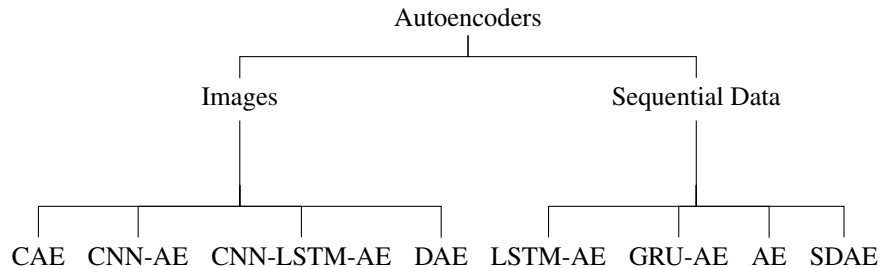 Autoencoders
Images Sequential Data
CAE CNN-AE CNN-LSTM-AE DAE LSTM-AE GRU-AE AE SDAE